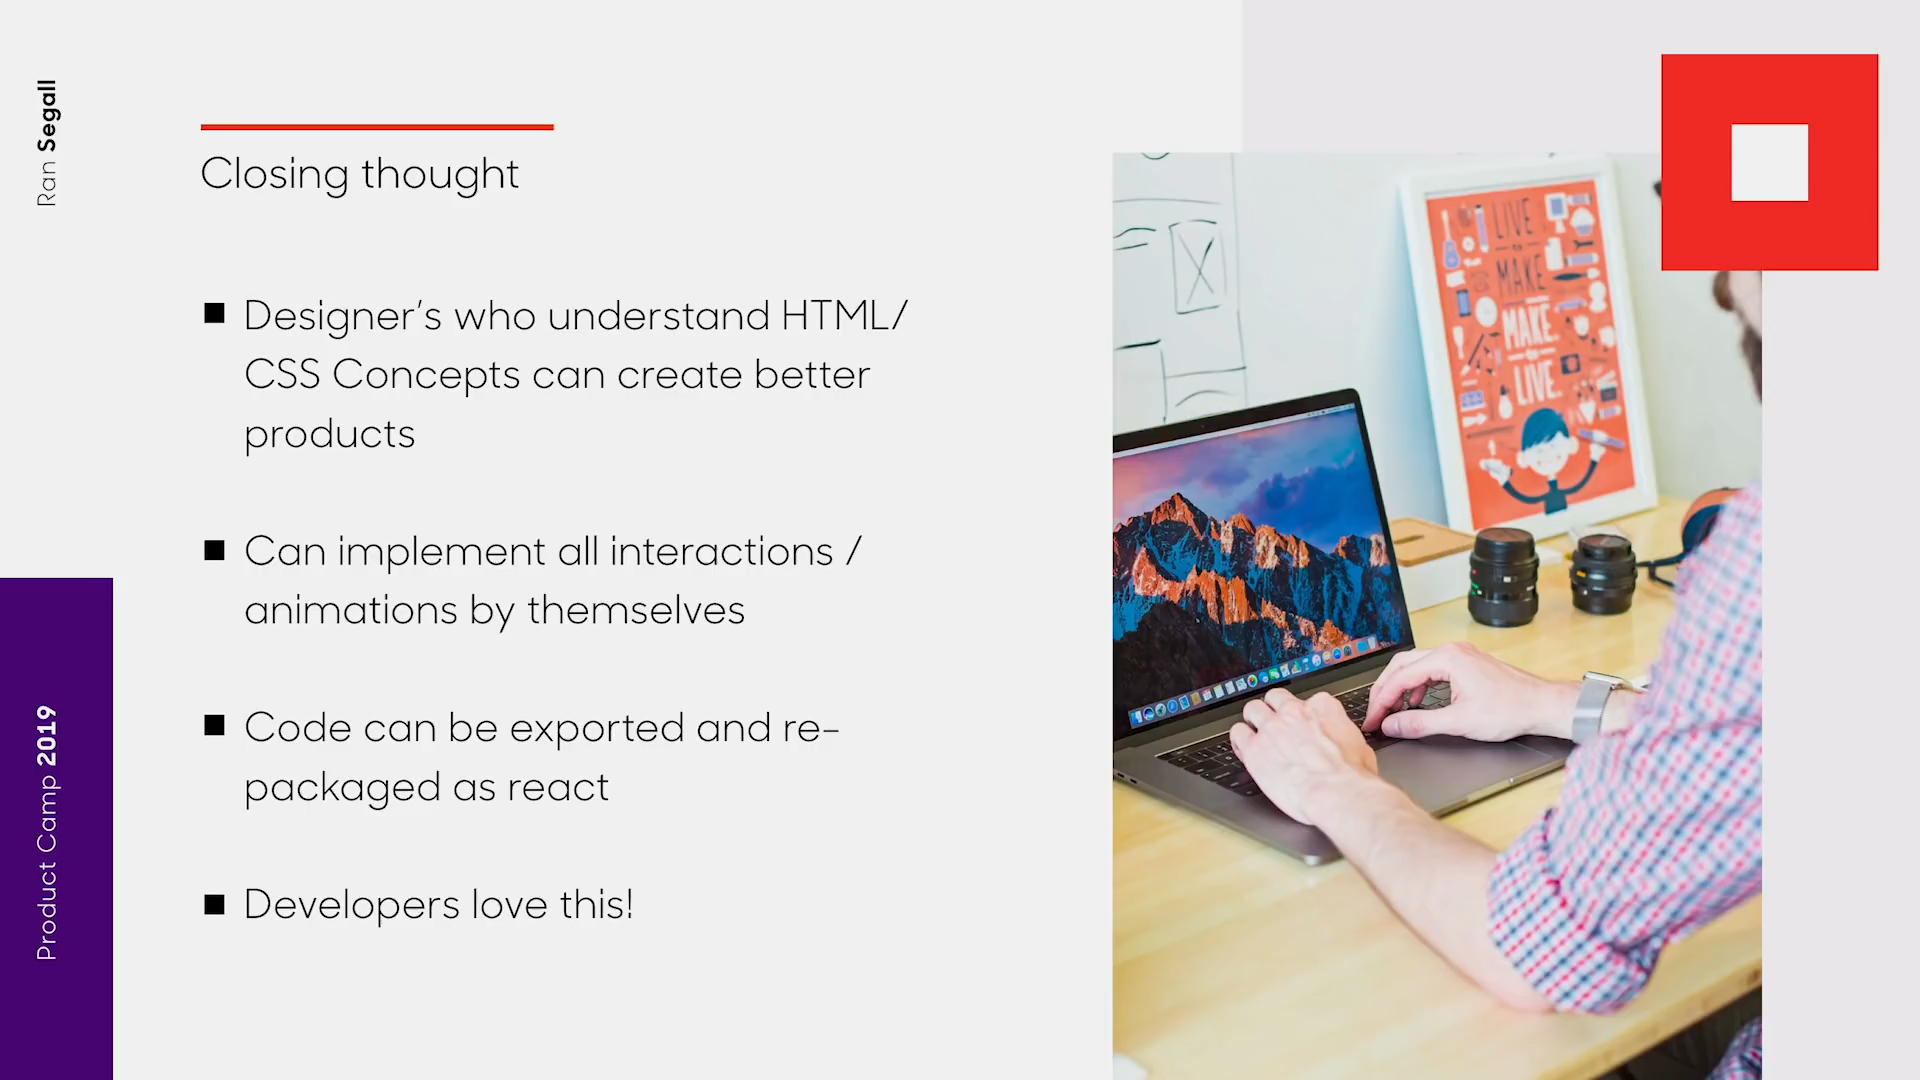 Ran Segall
Closing thought
Designer's who understand HTML/
CSS Concepts can create better
products
Can implement all interactions /
animations by themselves
Code can be exported and re-
packaged as react
Developers love this!
Product Camp 2019
LIVE
to
MAKE
MAKE
to
LIVE.